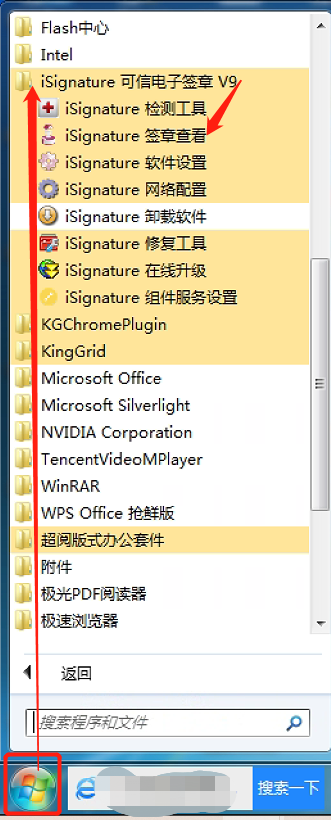 Flash中心
Intel
iSignature 可信电子签章 V9
iSignature 检测工具
iSignature 签章查看
iSignature 软件设置
iSignature 网络配置
iSignature 卸载软件
iSignature 修复工具
iSignature 在线升级
iSignature 组件服务设置
KGChromePlugin
KingGrid
Microsoft Office
Microsoft Silverlight
NVIDIA Corporation
TencentVideoMPlayer
WinRAR
WPS Office 抢鲜版
超阅版式办公套件
附件
极光PDF阅读器
极速浏览器
返回
搜索程序和文件
搜索一下